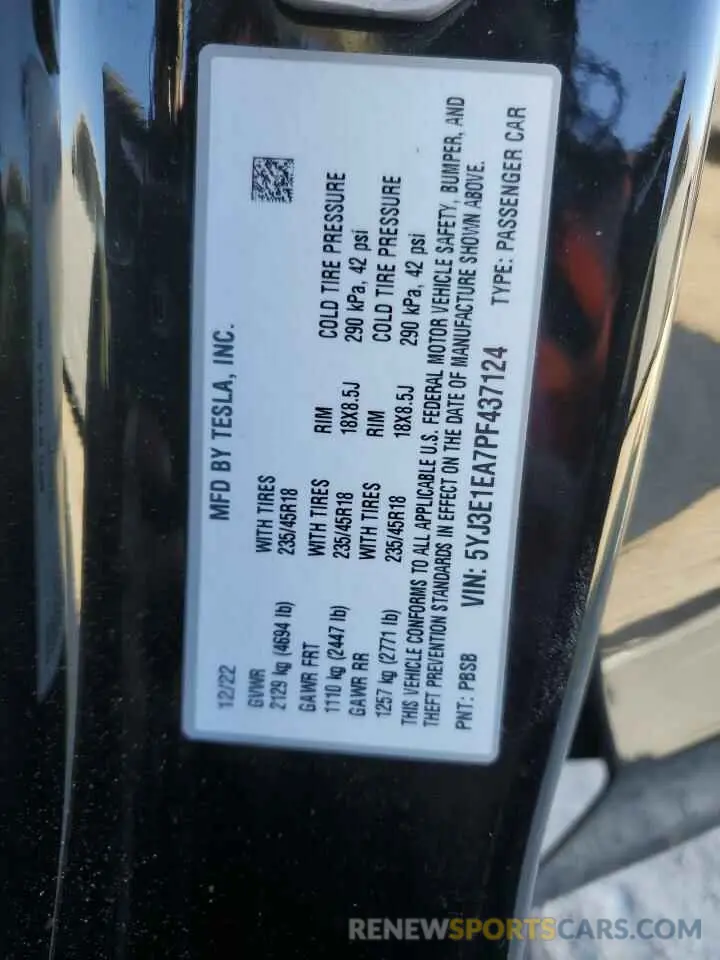 12/22 MFD BY TESLA, INC.
GVWR WITH TIRES
2129 kg (4694 lb) 235/45R18
GAWR FRT WITH TIRES RIM COLD TIRE PRESSURE
1110 kg (2447 lb) 235/45R18 18X8.5J 290 kPa, 42 psi
GAWR RR WITH TIRES RIM COLD TIRE PRESSURE
1257 kg (2771 lb) 235/45R18 18X8.5J 290 kPa, 42 psi
THIS VEHICLE CONFORMS TO ALL APPLICABLE U.S. FEDERAL MOTOR VEHICLE SAFETY, BUMPER, AND
THEFT PREVENTION STANDARDS IN EFFECT ON THE DATE OF MANUFACTURE SHOWN ABOVE.
PNT: PBSB VIN: 5YJ3E1EA7PF437124 TYPE: PASSENGER CAR
RENEWSPORTSCARS.COM